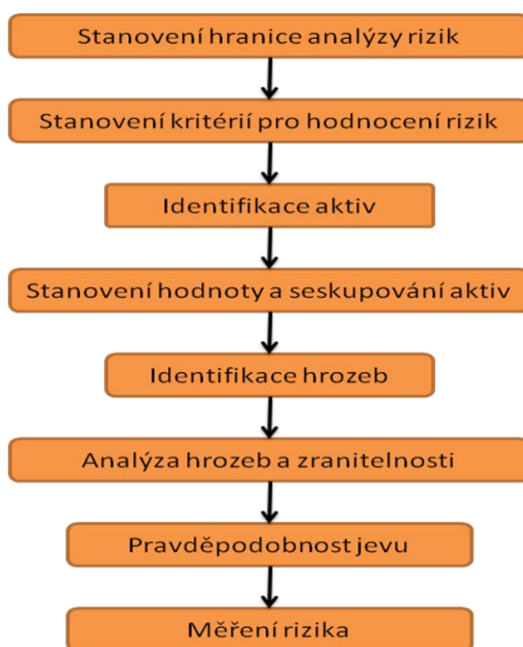 Stanovení hranice analýzy rizik
Stanovení kritérií pro hodnocení rizik
Identifikace aktiv
Stanovení hodnoty a seskupování aktiv
Identifikace hrozeb
Analýza hrozeb a zranitelnosti
Pravděpodobnost jevu
Měření rizika